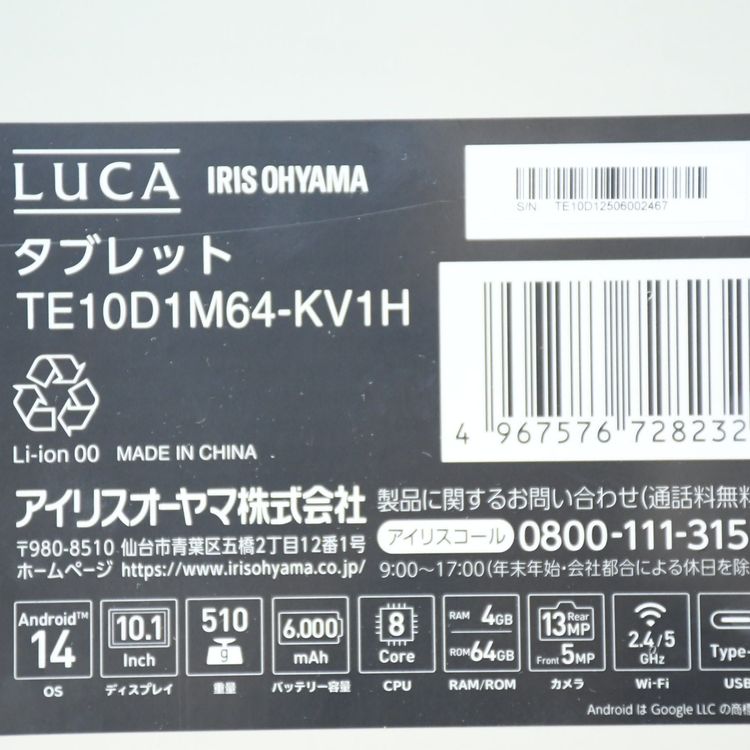 LUCA IRIS OHYAMA
S/N TE10D12506002467
タブレット
TE10D1M64-KV1H
4 967576 728232
Li-ion 00 MADE IN CHINA
アイリスオーヤマ株式会社
〒980-8510 仙台市青葉区五橋2丁目12番1号
ホームページ https://www.irisohyama.co.jp/
製品に関するお問い合わせ(通話料無料
アイリスコール 0800-111-315
9:00～17:00(年末年始・会社都合による休日を除
Android™ 14 OS
10.1 Inch ディスプレイ
510 g 重量
6.000 mAh バッテリー容量
8 Core CPU
RAM 4GB ROM 64GB RAM/ROM
13 Rear MP Front 5MP カメラ
2.4/5 GHz Wi-Fi
Type- USB
Android は Google LLC の商標